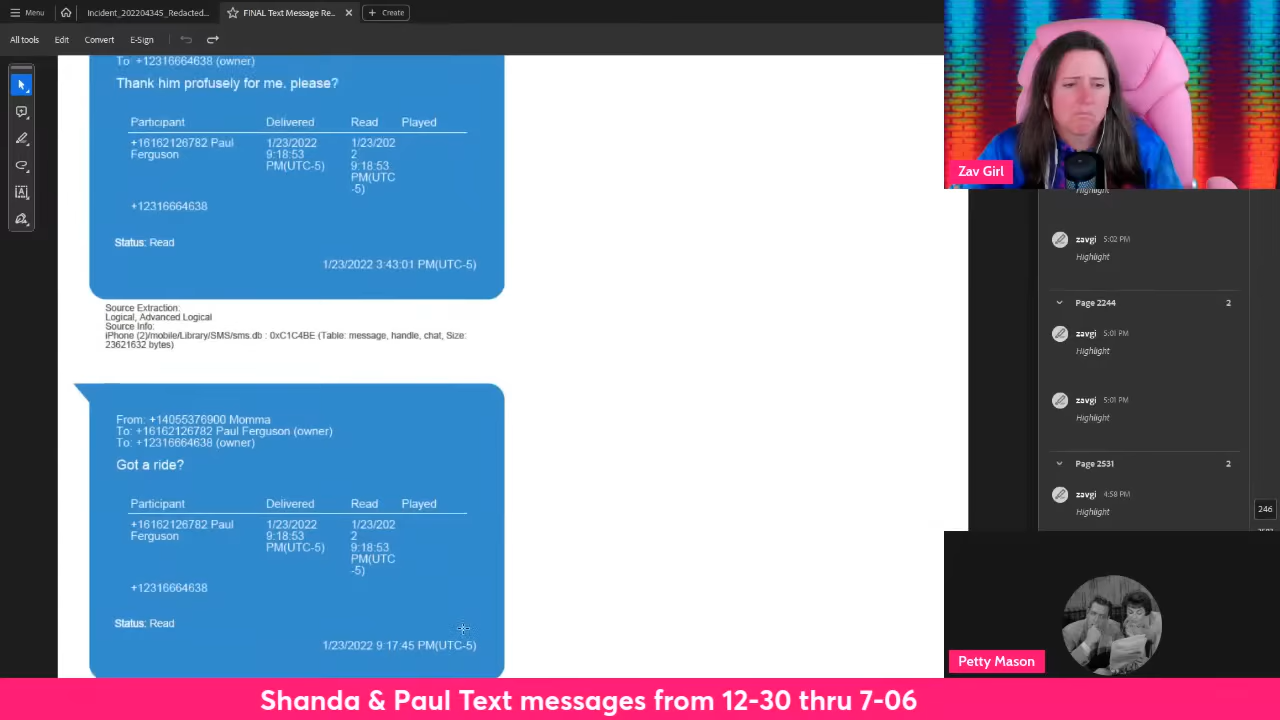 Menu
Incident_202204345_Redacted...
FINAL Text Message Re...
Create
All tools
Edit
Convert
E-Sign
To: +12316664638 (owner)
Thank him profusely for me. please?
Participant Delivered Read Played
+16162126782 Paul 1/23/2022 1/23/202
Ferguson 9:18:53 2
PM(UTC-5) 9:18:53
PM(UTC
-5)
+12316664638
Status: Read
1/23/2022 3:43:01 PM(UTC-5)
Source Extraction:
Logical, Advanced Logical
Source Info:
iPhone (2)/mobile/Library/SMS/sms.db : 0xC1C4BE (Table: message, handle, chat, Size:
23621632 bytes)
From: +14055376900 Momma
To: +16162126782 Paul Ferguson (owner)
To: +12316664638 (owner)
Got a ride?
Participant Delivered Read Played
+16162126782 Paul 1/23/2022 1/23/202
Ferguson 9:18:53 2
PM(UTC-5) 9:18:53
PM(UTC
-5)
+12316664638
Status: Read
1/23/2022 9:17:45 PM(UTC-5)
Zav Girl
Highlight
zavgi 5:02 PM
Highlight
Page 2244 2
zavgi 5:01 PM
Highlight
zavgi 5:01 PM
Highlight
Page 2531 2
zavgi 4:58 PM
Highlight
246
Petty Mason
Shanda & Paul Text messages from 12-30 thru 7-06